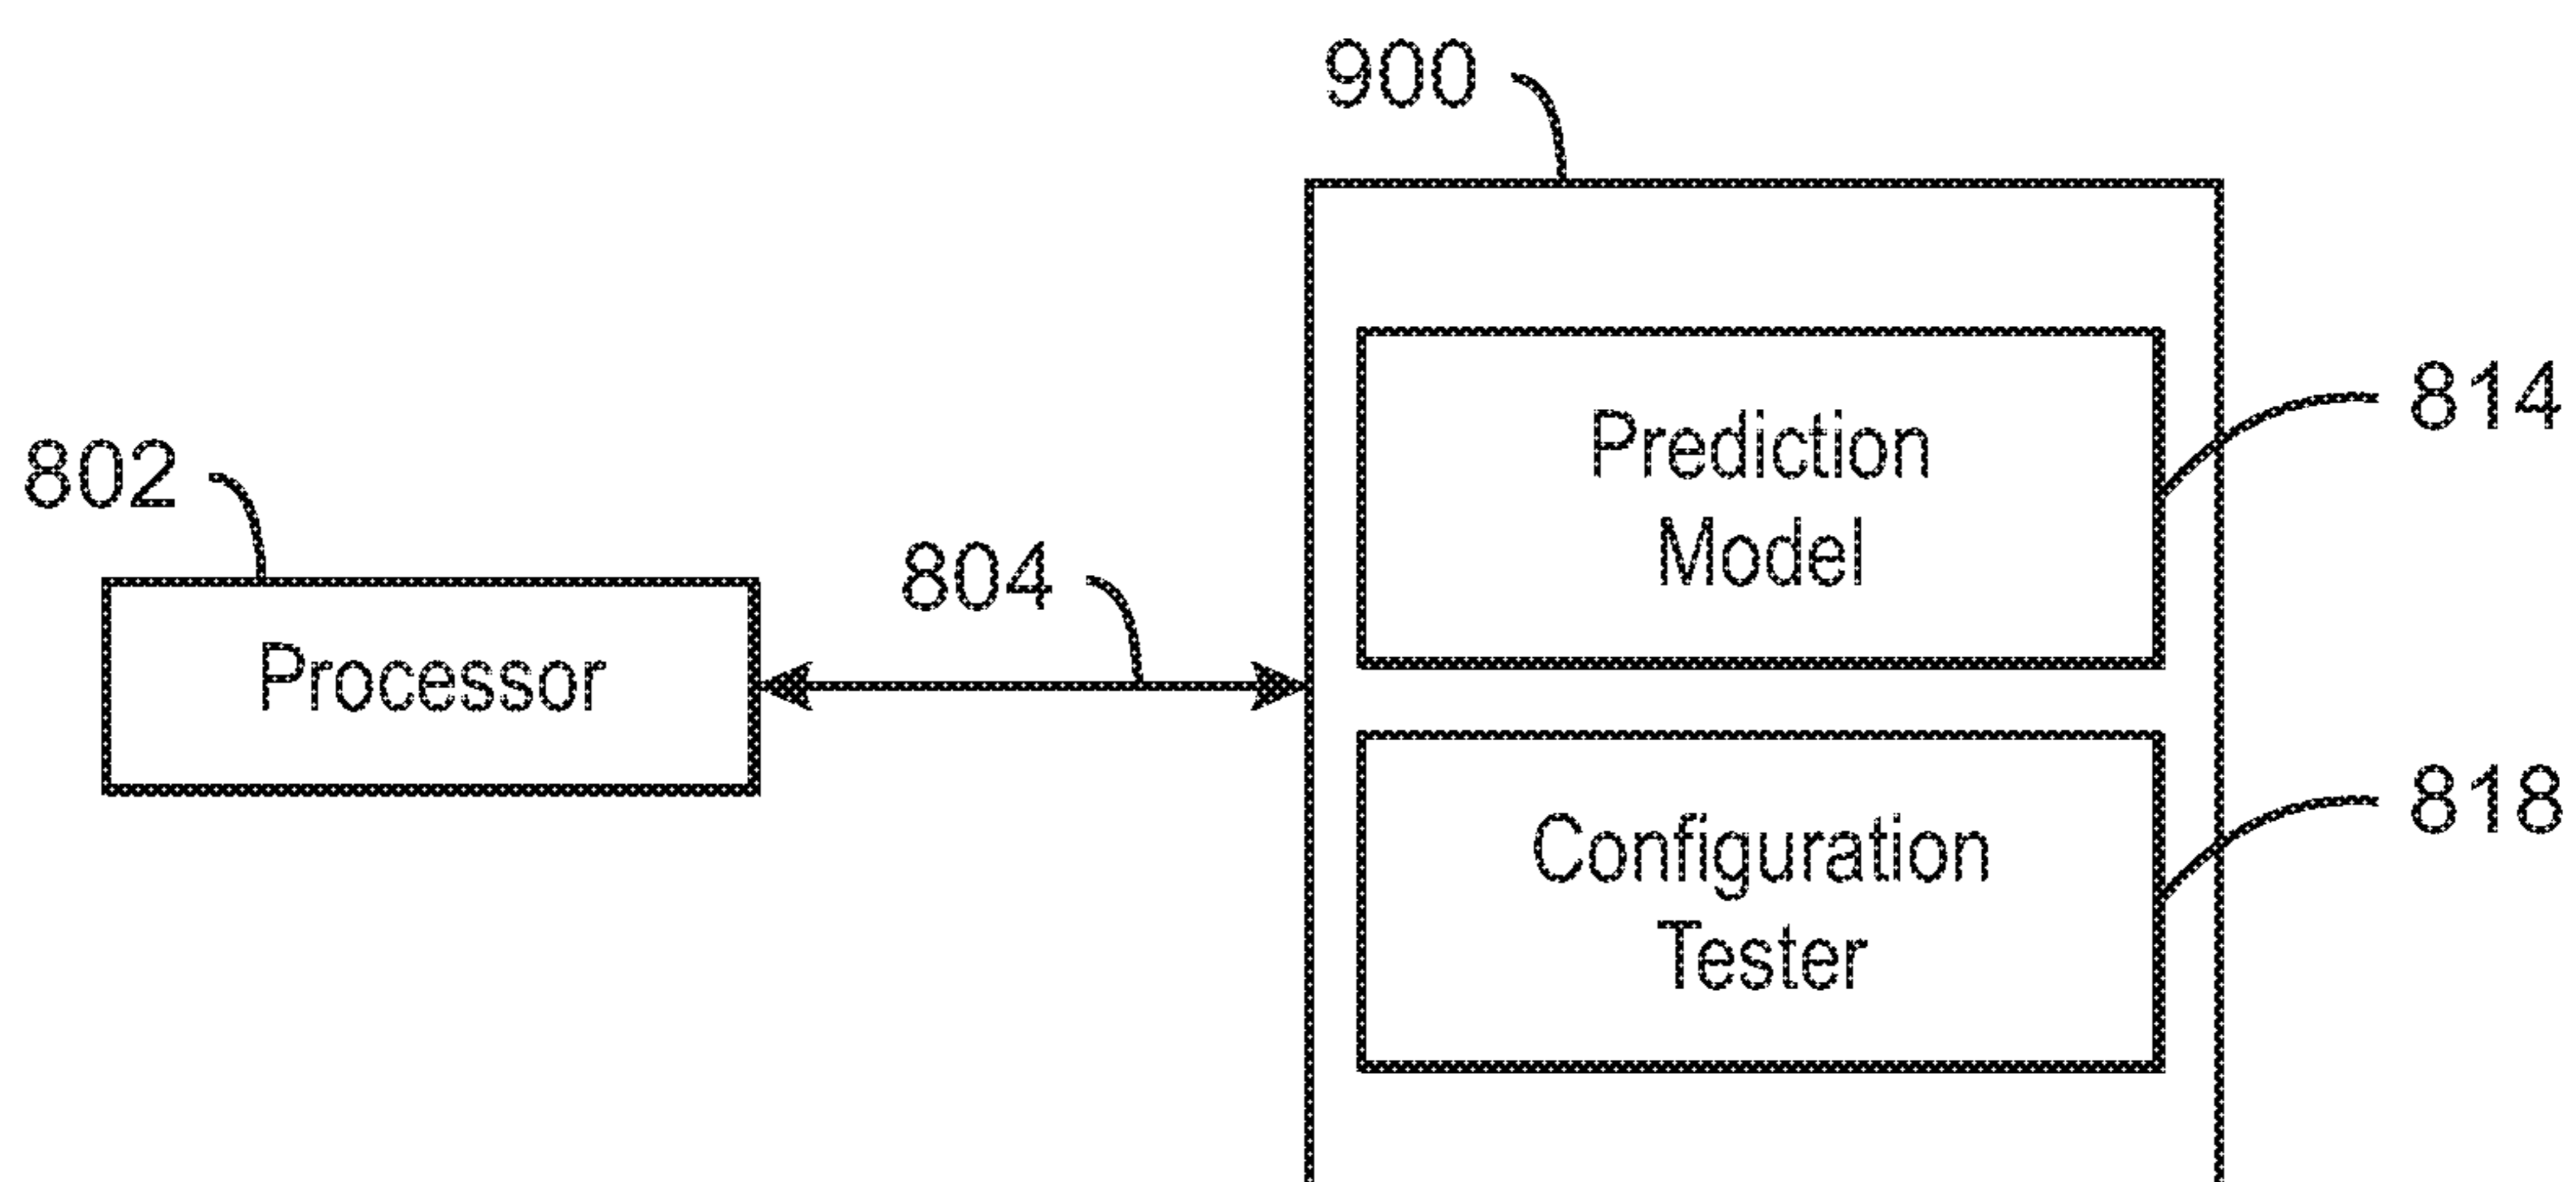 900
Prediction
Model
814
802
804
Processor
Configuration
Tester
818